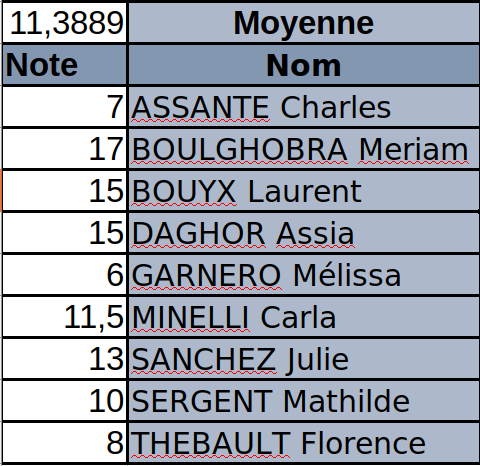 11,3889 Moyenne
Note Nom
7 ASSANTE Charles
17 BOULGHOBRA Meriam
15 BOUYX Laurent
15 DAGHOR Assia
6 GARNERO Mélissa
11,5 MINELLI Carla
13 SANCHEZ Julie
10 SERGENT Mathilde
8 THEBAULT Florence